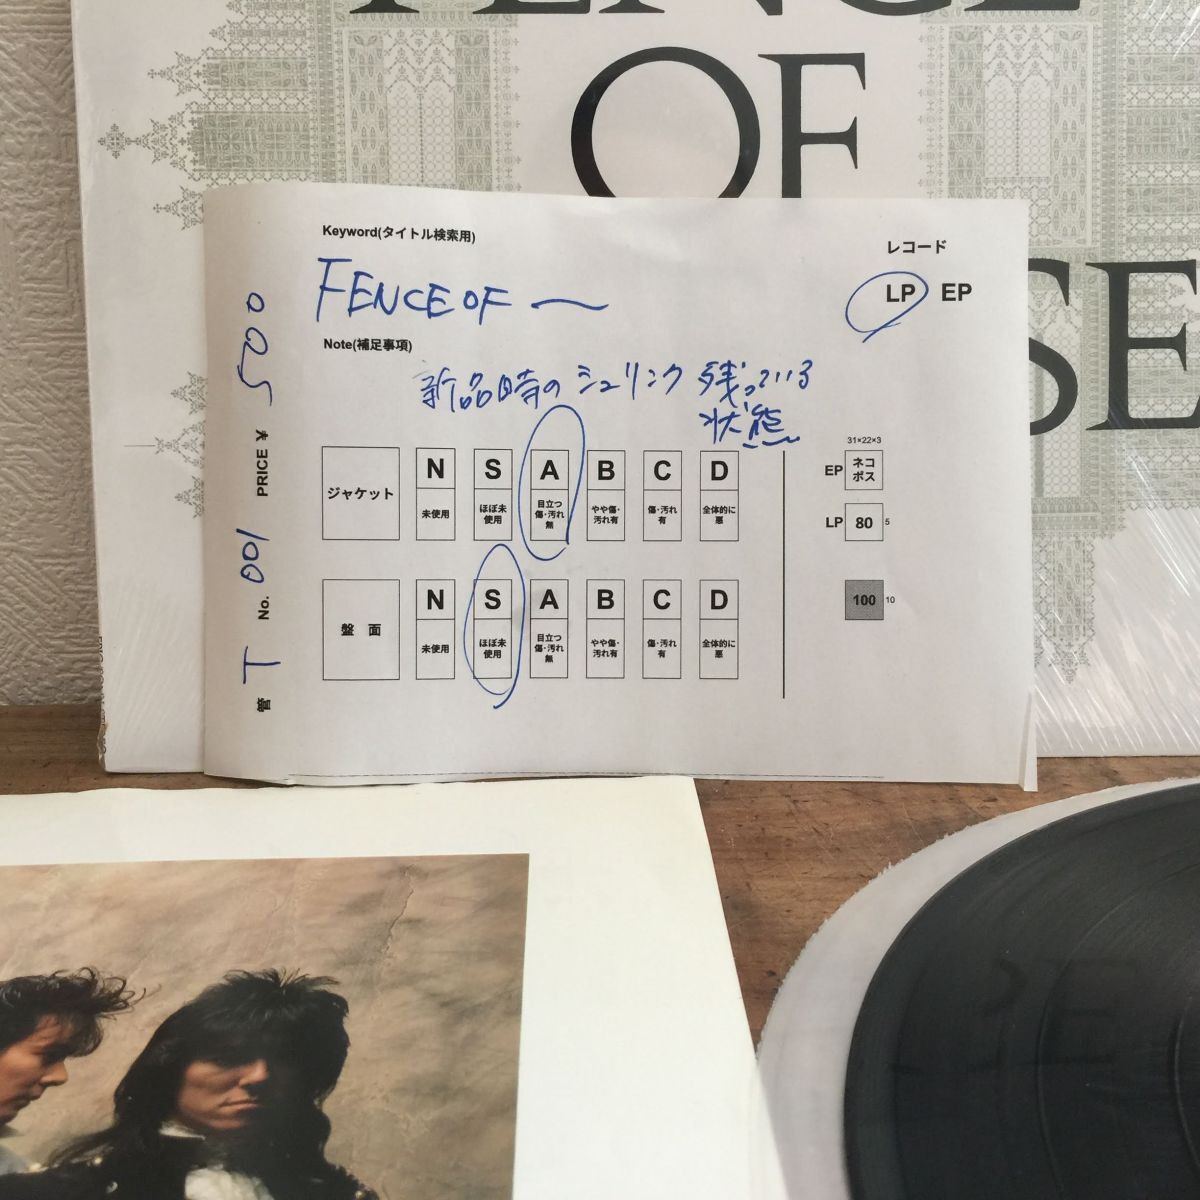 FENCE
OF
SE
Keyword(タイトル検索用)
レコード
FENCE OF ~
LP EP
Note(補足事項)
新品時のシュリンク 残っている
状態
ジャケット
N S A B C D
未使用 ほぼ未使用 目立つ傷・汚れ無 やや傷・汚れ有 傷・汚れ有 全体的に悪
盤 面
N S A B C D
未使用 ほぼ未使用 目立つ傷・汚れ無 やや傷・汚れ有 傷・汚れ有 全体的に悪
31×22×3
EP ネコポス
LP 80 5
100 10
管 T No. 001 PRICE ¥ 500